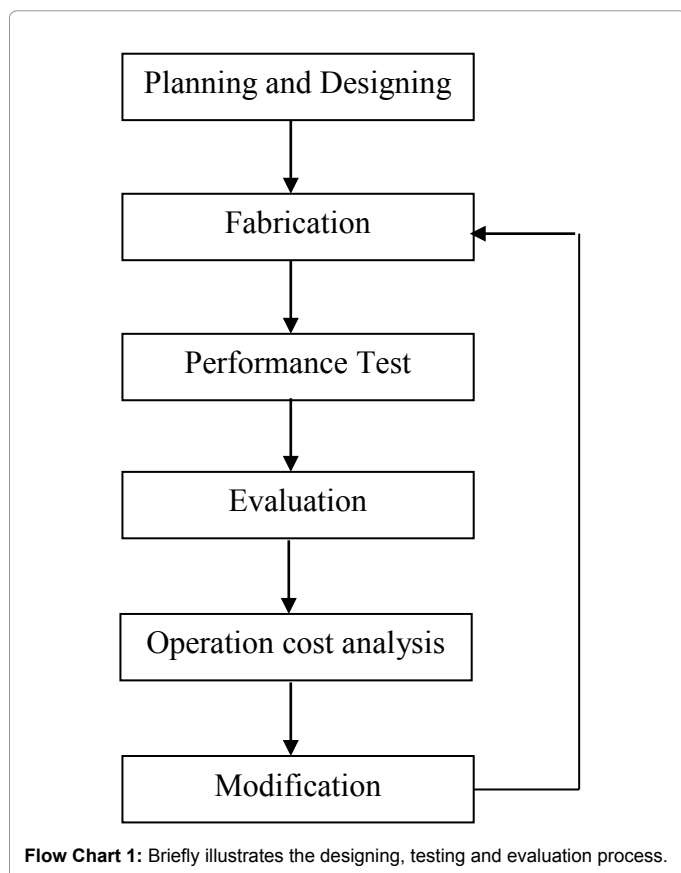 Planning and Designing
Fabrication
Performance Test
Evaluation
Operation cost analysis
Modification
Flow Chart 1: Briefly illustrates the designing, testing and evaluation process.